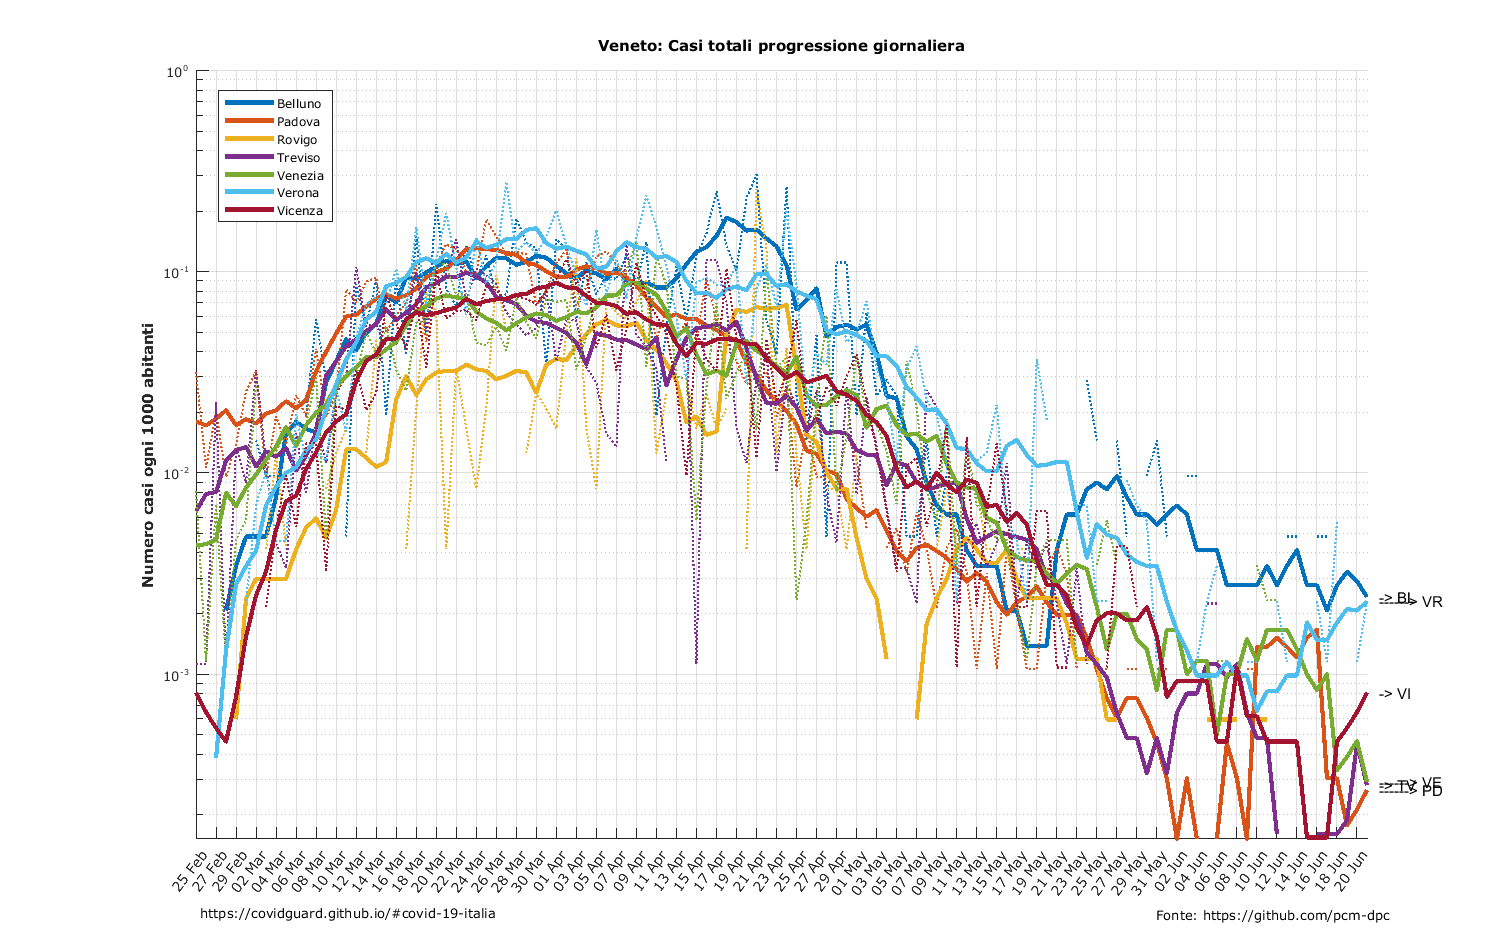 Veneto: Casi totali progressione giornaliera
Numero casi ogni 1000 abitanti
10⁰
10⁻¹
10⁻²
10⁻³
Belluno
Padova
Rovigo
Treviso
Venezia
Verona
Vicenza
-> BL
-> VR
-> VI
-> VE
-> TV
-> PD
25 Feb
27 Feb
29 Feb
02 Mar
04 Mar
06 Mar
08 Mar
10 Mar
12 Mar
14 Mar
16 Mar
18 Mar
20 Mar
22 Mar
24 Mar
26 Mar
28 Mar
30 Mar
01 Apr
03 Apr
05 Apr
07 Apr
09 Apr
11 Apr
13 Apr
15 Apr
17 Apr
19 Apr
21 Apr
23 Apr
25 Apr
27 Apr
29 Apr
01 May
03 May
05 May
07 May
09 May
11 May
13 May
15 May
17 May
19 May
21 May
23 May
25 May
27 May
29 May
31 May
02 Jun
04 Jun
06 Jun
08 Jun
10 Jun
12 Jun
14 Jun
16 Jun
18 Jun
20 Jun
https://covidguard.github.io/#covid-19-italia
Fonte: https://github.com/pcm-dpc